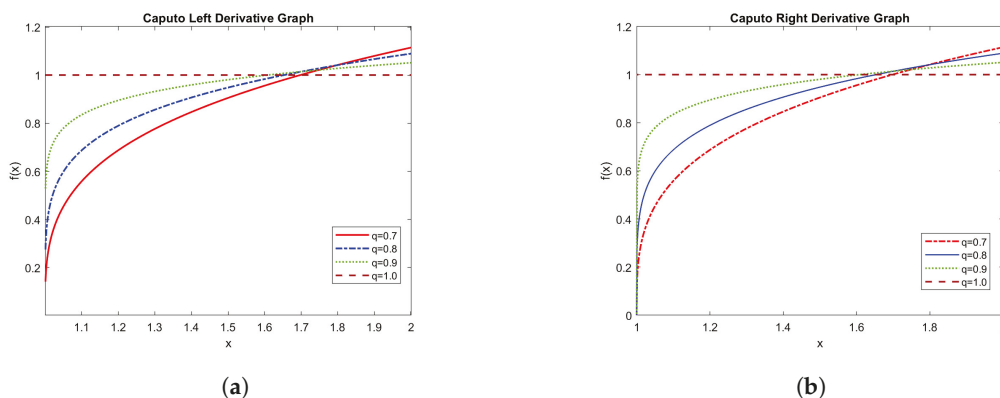 Caputo Left Derivative Graph
1.2
1
0.8
0.6
0.4
0.2
f(x)
q=0.7
q=0.8
q=0.9
q=1.0
1.1
1.2
1.3
1.4
1.5
1.6
1.7
1.8
1.9
2
x
(a)
Caputo Right Derivative Graph
1.2
1
0.8
0.6
0.4
0.2
0
f(x)
q=0.7
q=0.8
q=0.9
q=1.0
1
1.2
1.4
1.6
1.8
x
(b)